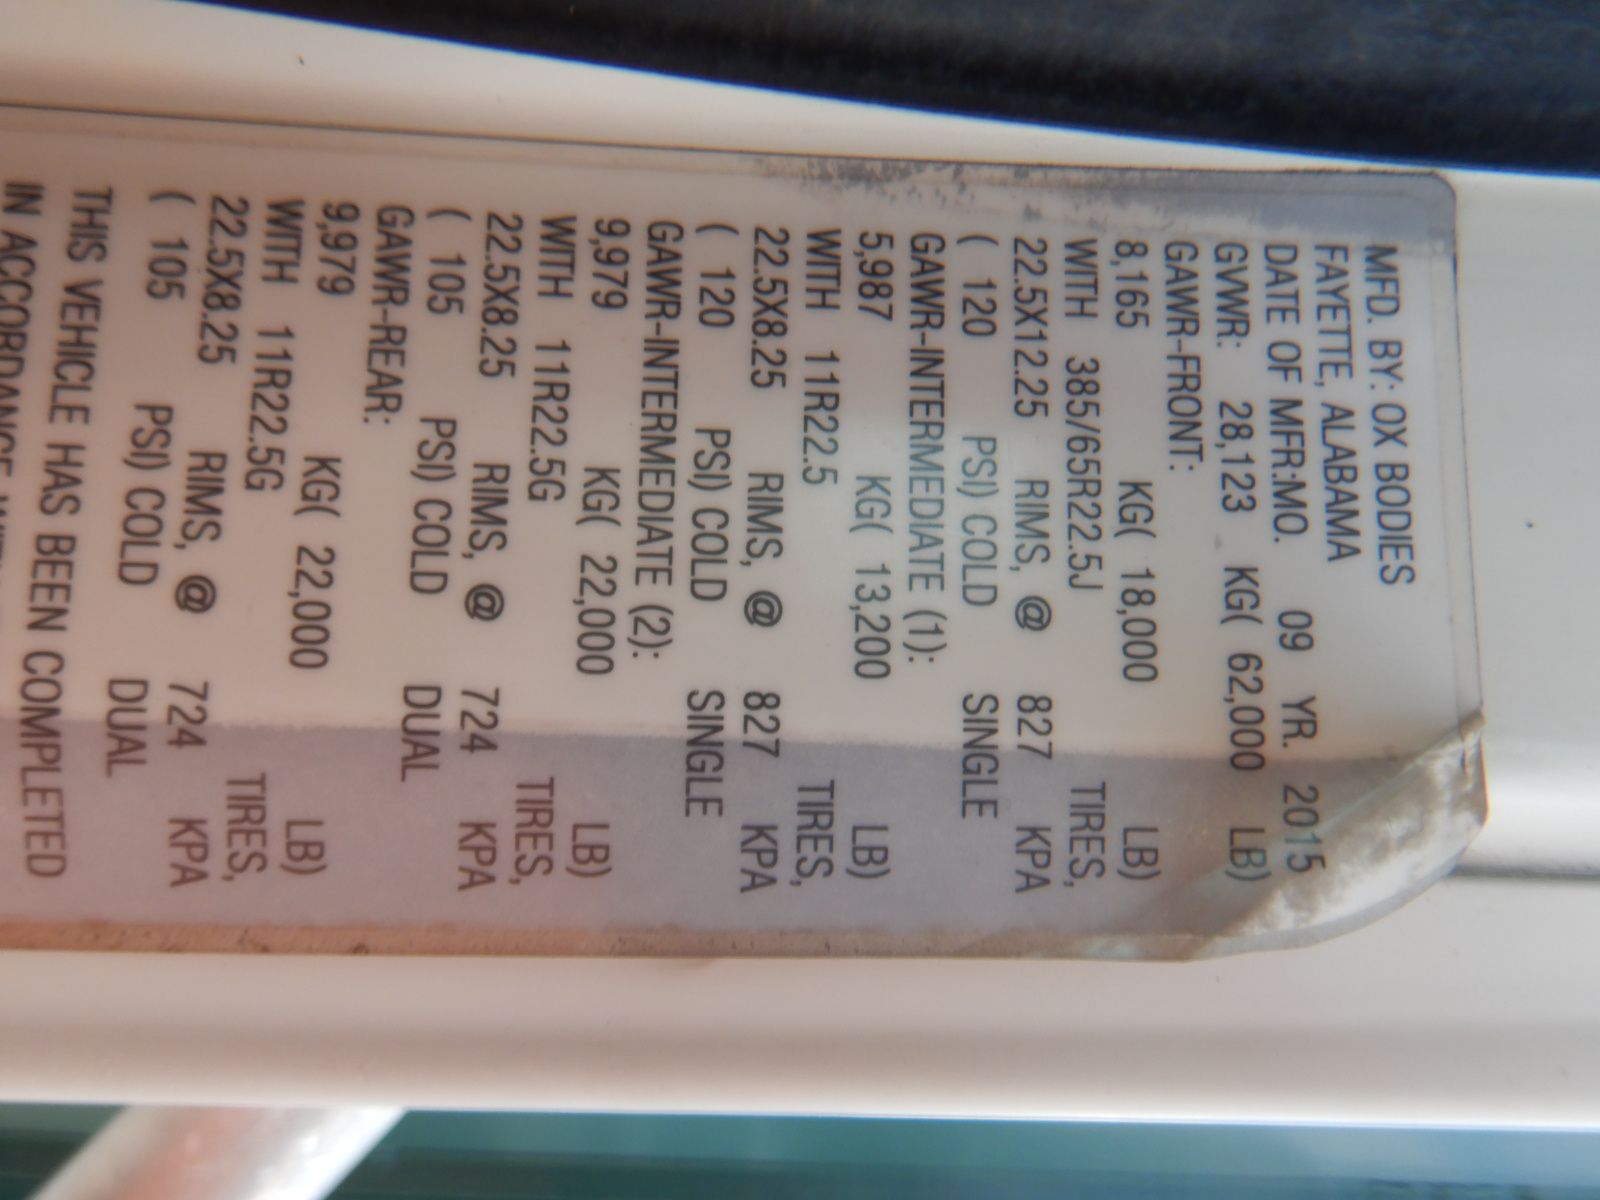 MFD. BY: OX BODIES
FAYETTE, ALABAMA
DATE OF MFR:MO. 09 YR. 2015
GVWR: 28,123 KG( 62,000 LB)
GAWR-FRONT:
8,165 KG( 18,000 LB)
WITH 385/65R22.5J TIRES,
22.5X12.25 RIMS, @ 827 KPA
( 120 PSI) COLD SINGLE
GAWR-INTERMEDIATE (1):
5,987 KG( 13,200 LB)
WITH 11R22.5 TIRES,
22.5X8.25 RIMS, @ 827 KPA
( 120 PSI) COLD SINGLE
GAWR-INTERMEDIATE (2):
9,979 KG( 22,000 LB)
WITH 11R22.5G TIRES,
22.5X8.25 RIMS, @ 724 KPA
( 105 PSI) COLD DUAL
GAWR-REAR:
9,979 KG( 22,000 LB)
WITH 11R22.5G TIRES,
22.5X8.25 RIMS, @ 724 KPA
( 105 PSI) COLD DUAL
THIS VEHICLE HAS BEEN COMPLETED
IN ACCORDANCE